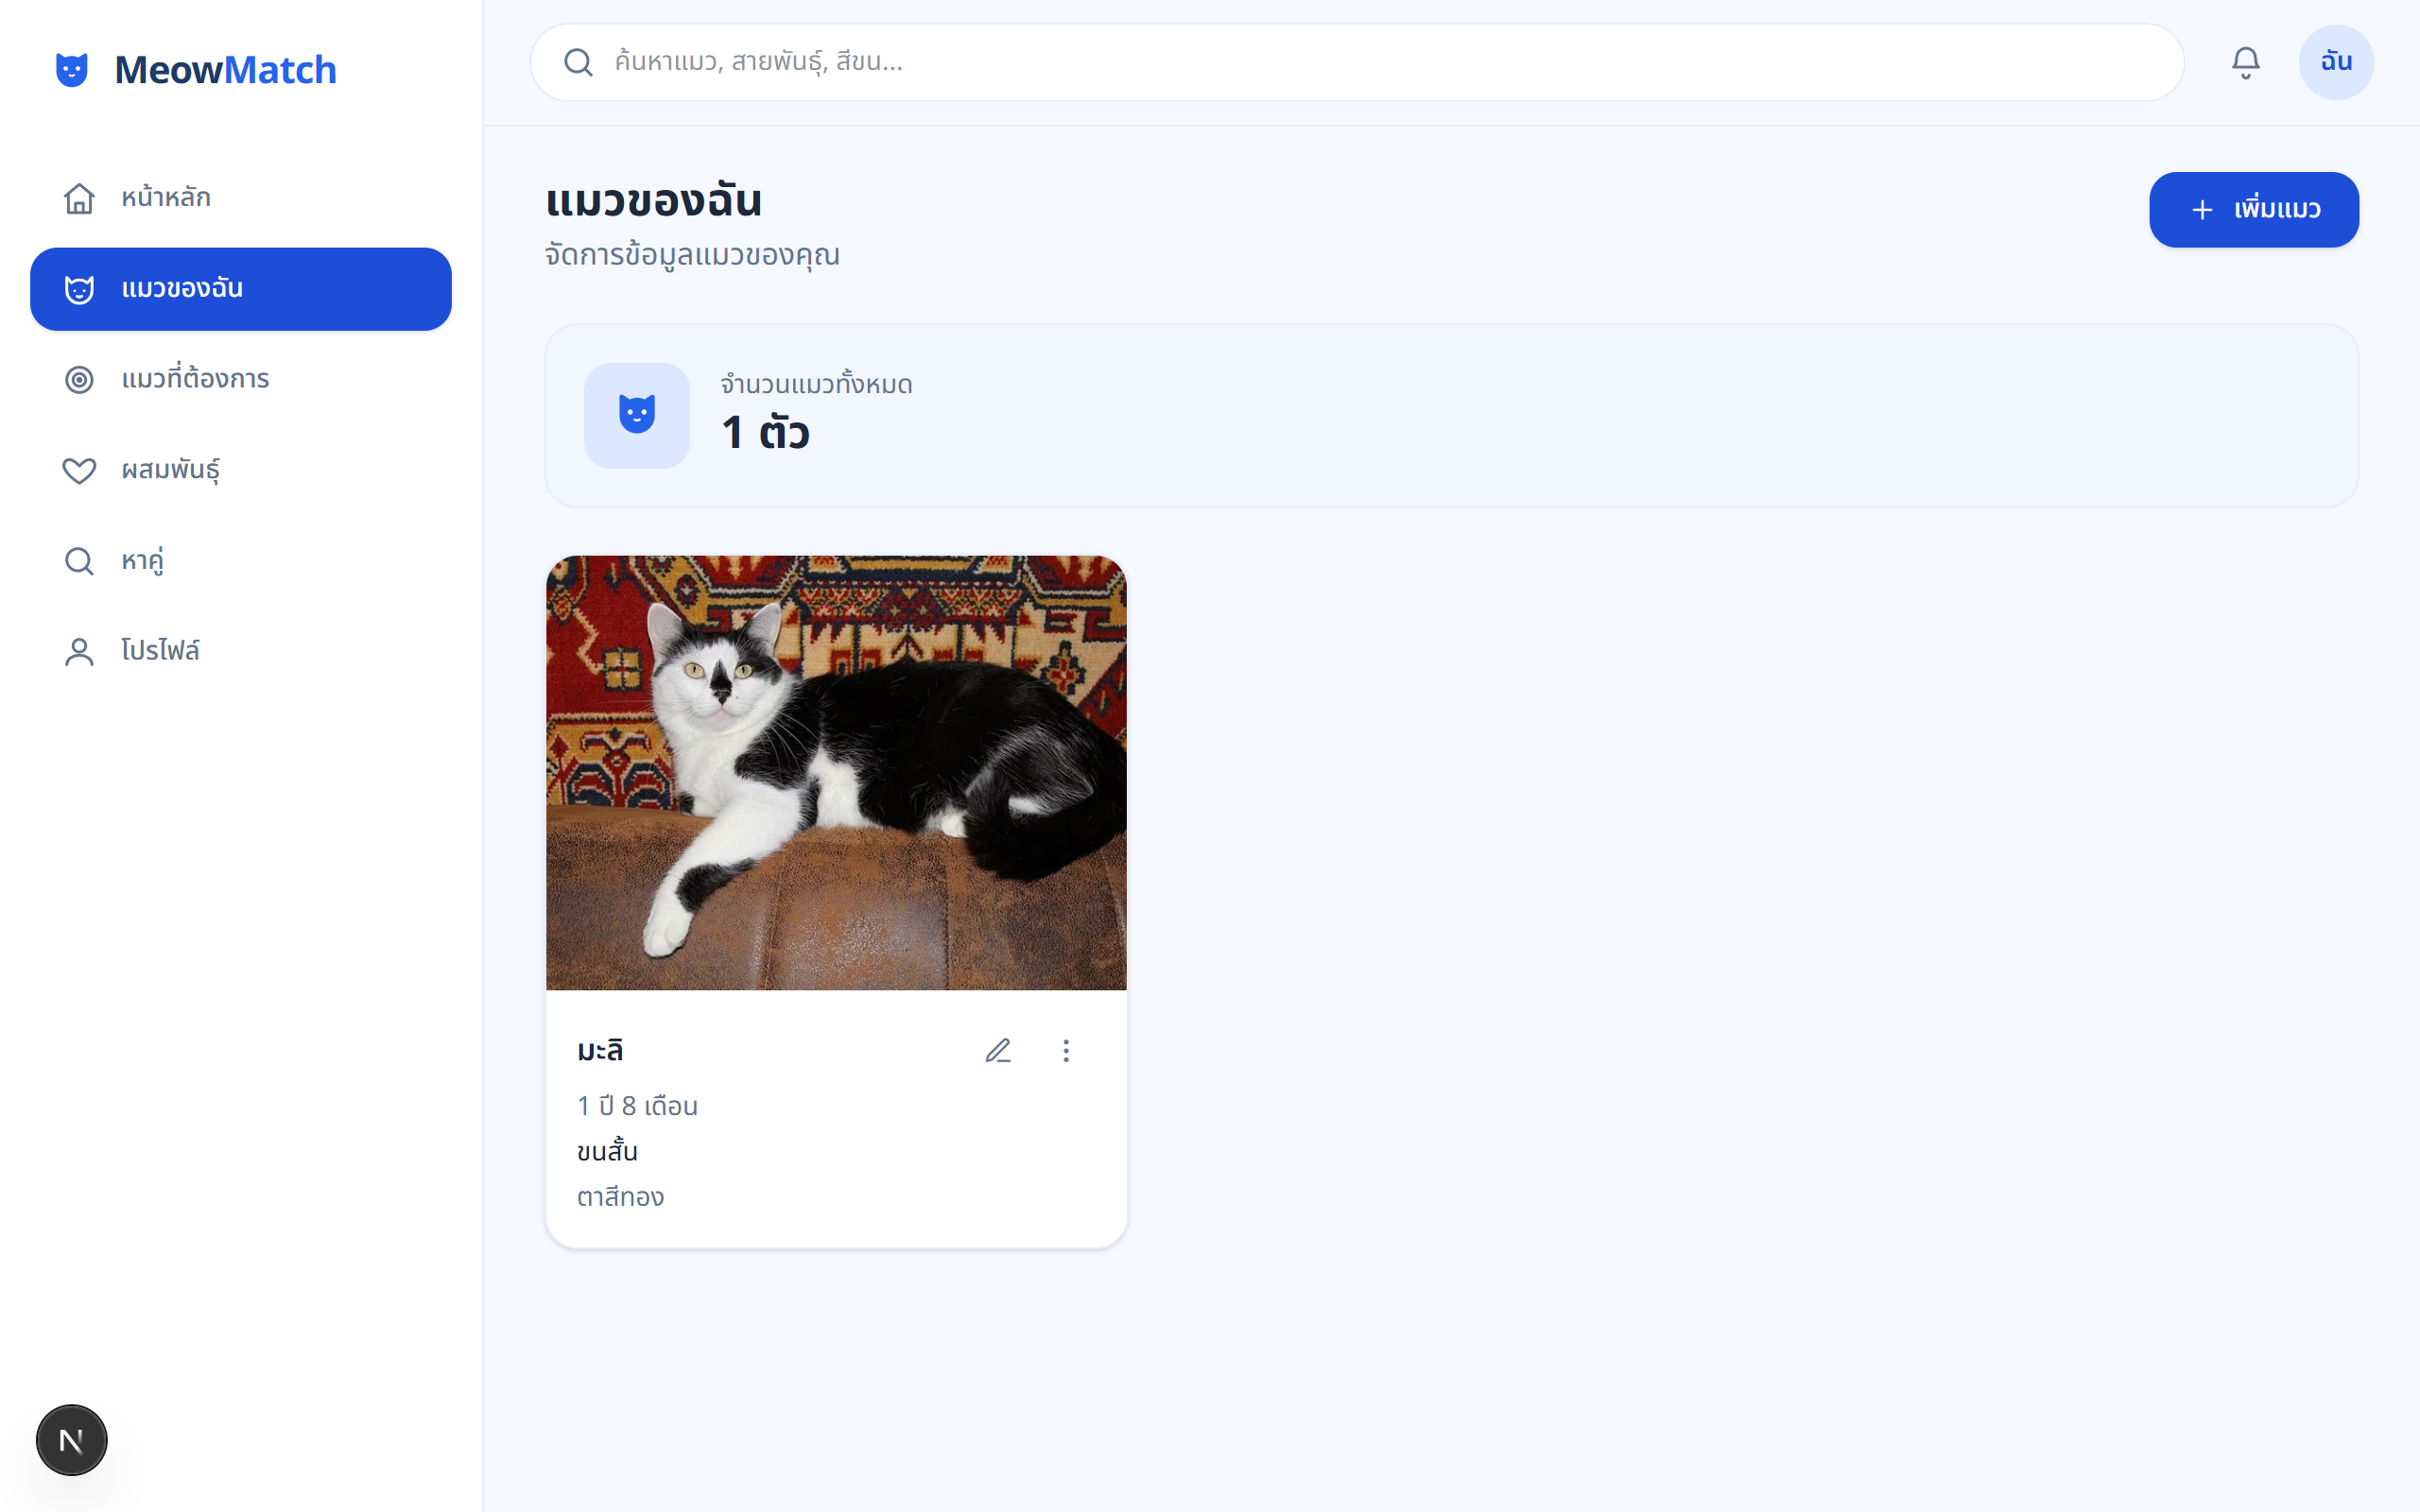 MeowMatch
หน้าหลัก
แมวของฉัน
แมวที่ต้องการ
ผสมพันธุ์
หาคู่
โปรไฟล์
N
ค้นหาแมว, สายพันธุ์, สีขน...
ฉัน
แมวของฉัน
จัดการข้อมูลแมวของคุณ
เพิ่มแมว
จำนวนแมวทั้งหมด
1 ตัว
มะลิ
1 ปี 8 เดือน
ขนสั้น
ตาสีทอง